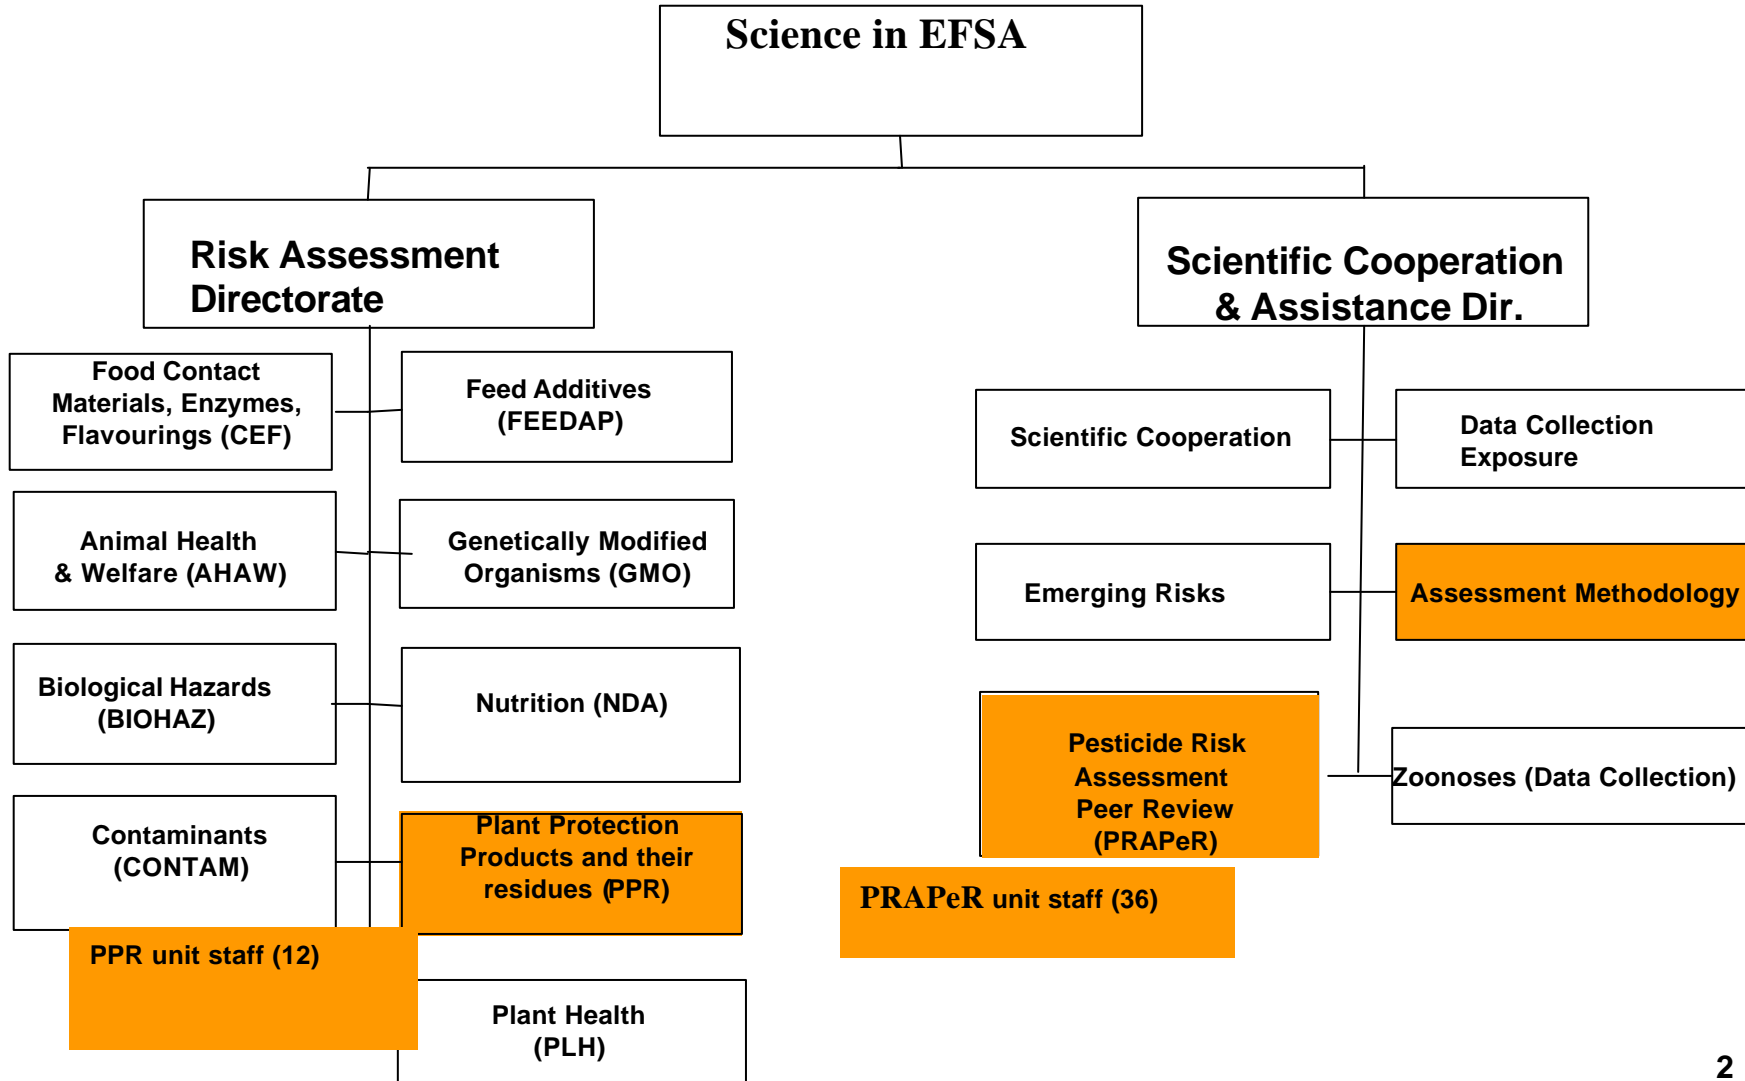 Science in EFSA
Risk Assessment
Directorate
Scientific Cooperation
& Assistance Dir.
Food Contact
Materials, Enzymes,
Flavourings (CEF)
Feed Additives
(FEEDAP)
Scientific Cooperation
Data Collection
Exposure
Animal Health
& Welfare (AHAW)
Genetically Modified
Organisms (GMO)
Emerging Risks
Assessment Methodology
Biological Hazards
(BIOHAZ)
Nutrition (NDA)
Pesticide Risk
Assessment
Peer Review
(PRAPeR)
Zoonoses (Data Collection)
Contaminants
(CONTAM)
Plant Protection
Products and their
residues (PPR)
PRAPeR unit staff (36)
PPR unit staff (12)
Plant Health
(PLH)
2